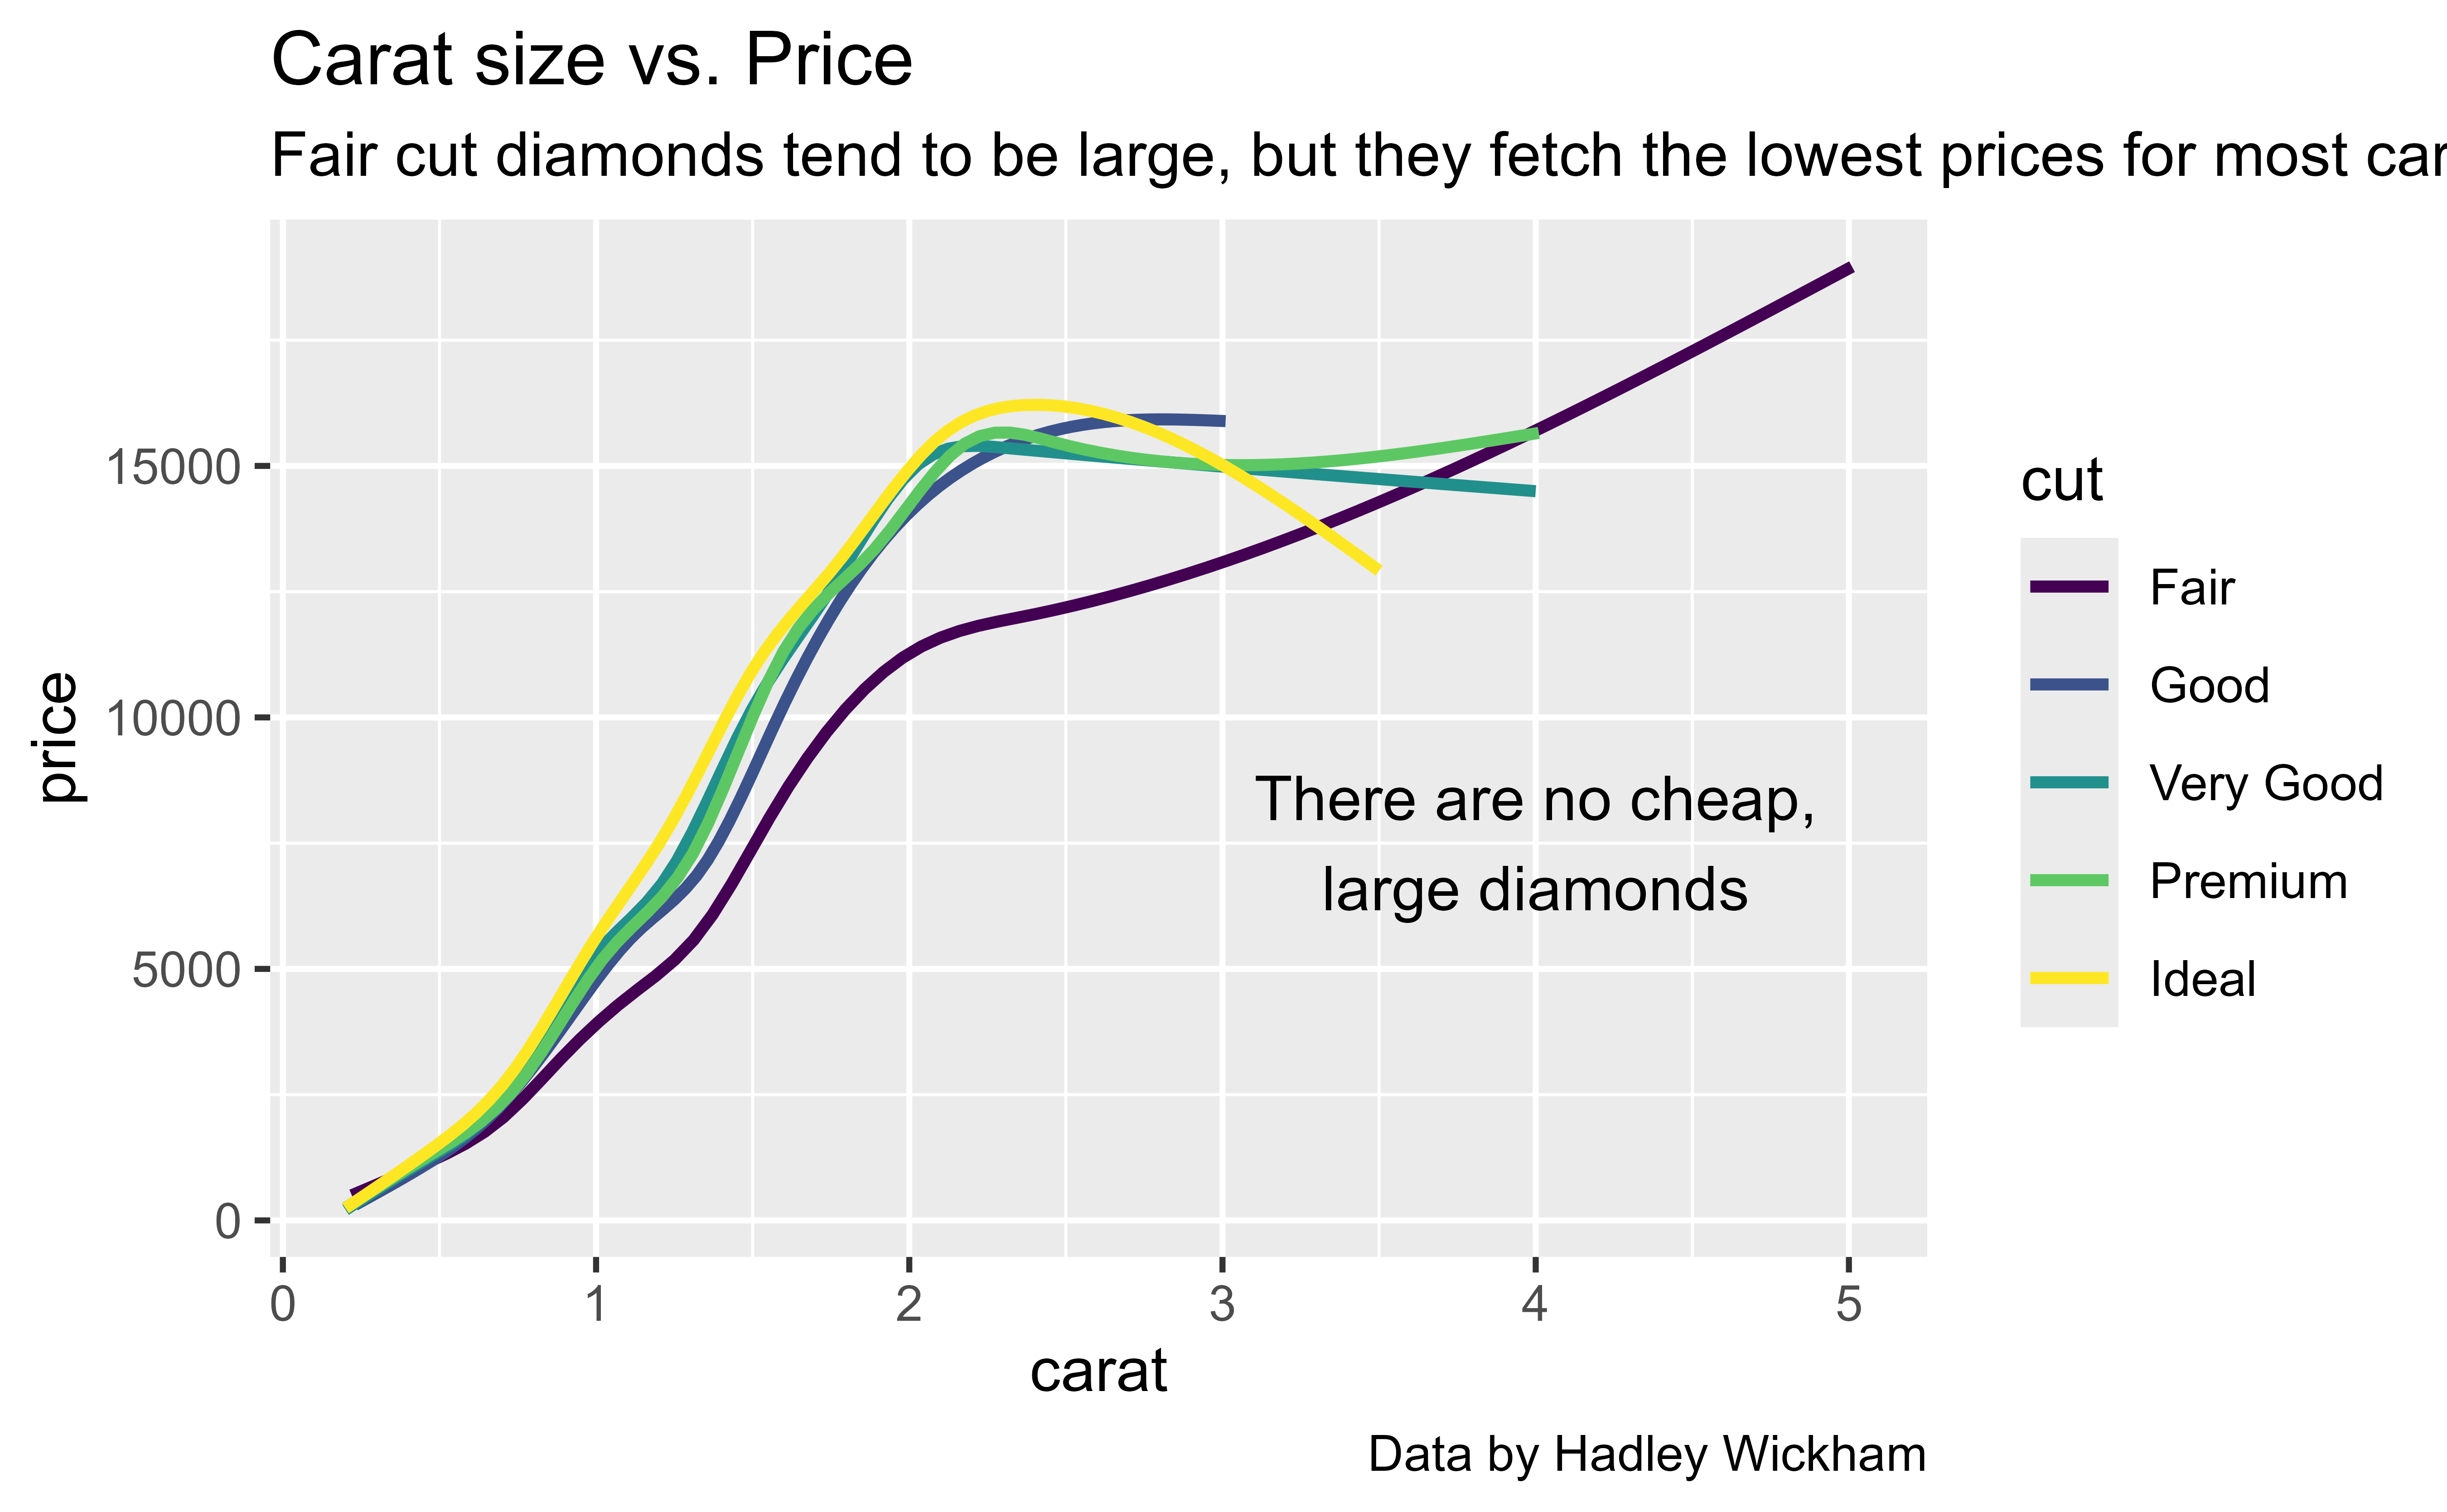 Carat size vs. Price
Fair cut diamonds tend to be large, but they fetch the lowest prices for most car
15000
10000
5000
0
price
There are no cheap,
large diamonds
0 1 2 3 4 5
carat
cut
Fair
Good
Very Good
Premium
Ideal
Data by Hadley Wickham